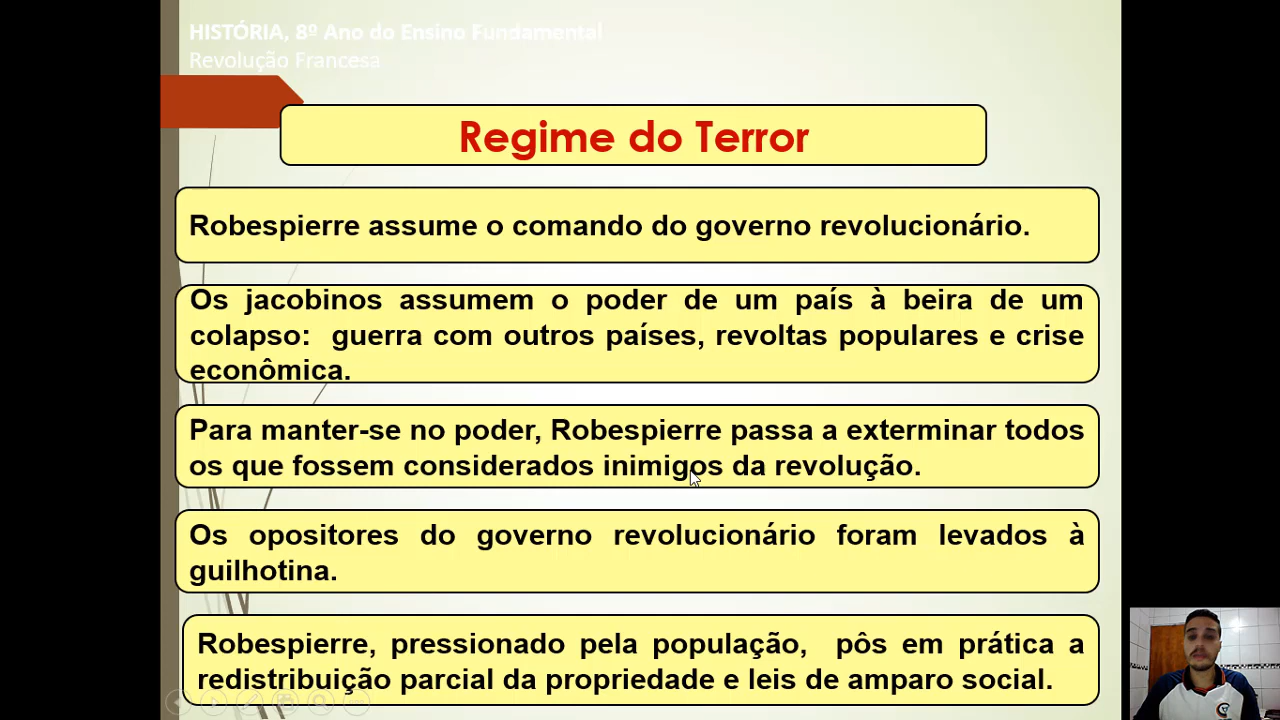 HISTÓRIA, 8º Ano do Ensino Fundamental
Revolução Francesa
Regime do Terror
Robespierre assume o comando do governo revolucionário.
Os jacobinos assumem o poder de um país à beira de um
colapso: guerra com outros países, revoltas populares e crise
econômica.
Para manter-se no poder, Robespierre passa a exterminar todos
os que fossem considerados inimigos da revolução.
Os opositores do governo revolucionário foram levados à
guilhotina.
Robespierre, pressionado pela população, pôs em prática a
redistribuição parcial da propriedade e leis de amparo social.